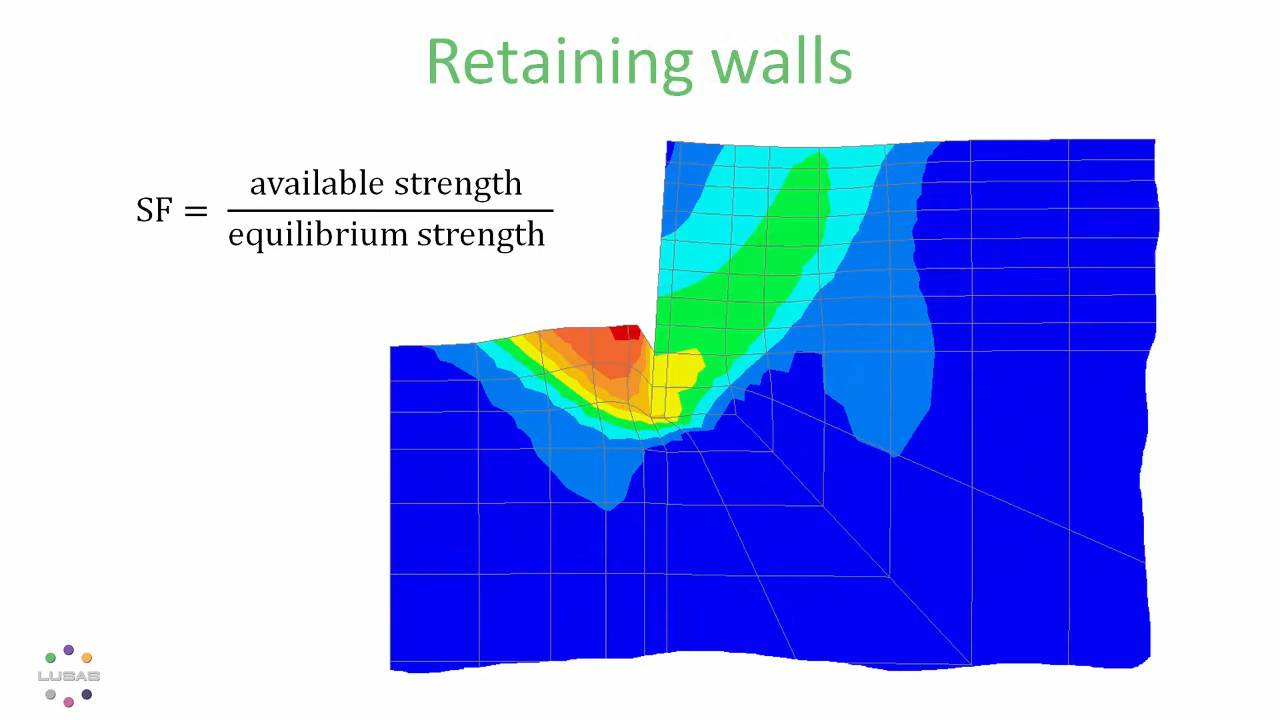 Retaining walls
SF = available strength
equilibrium strength
LUSAS